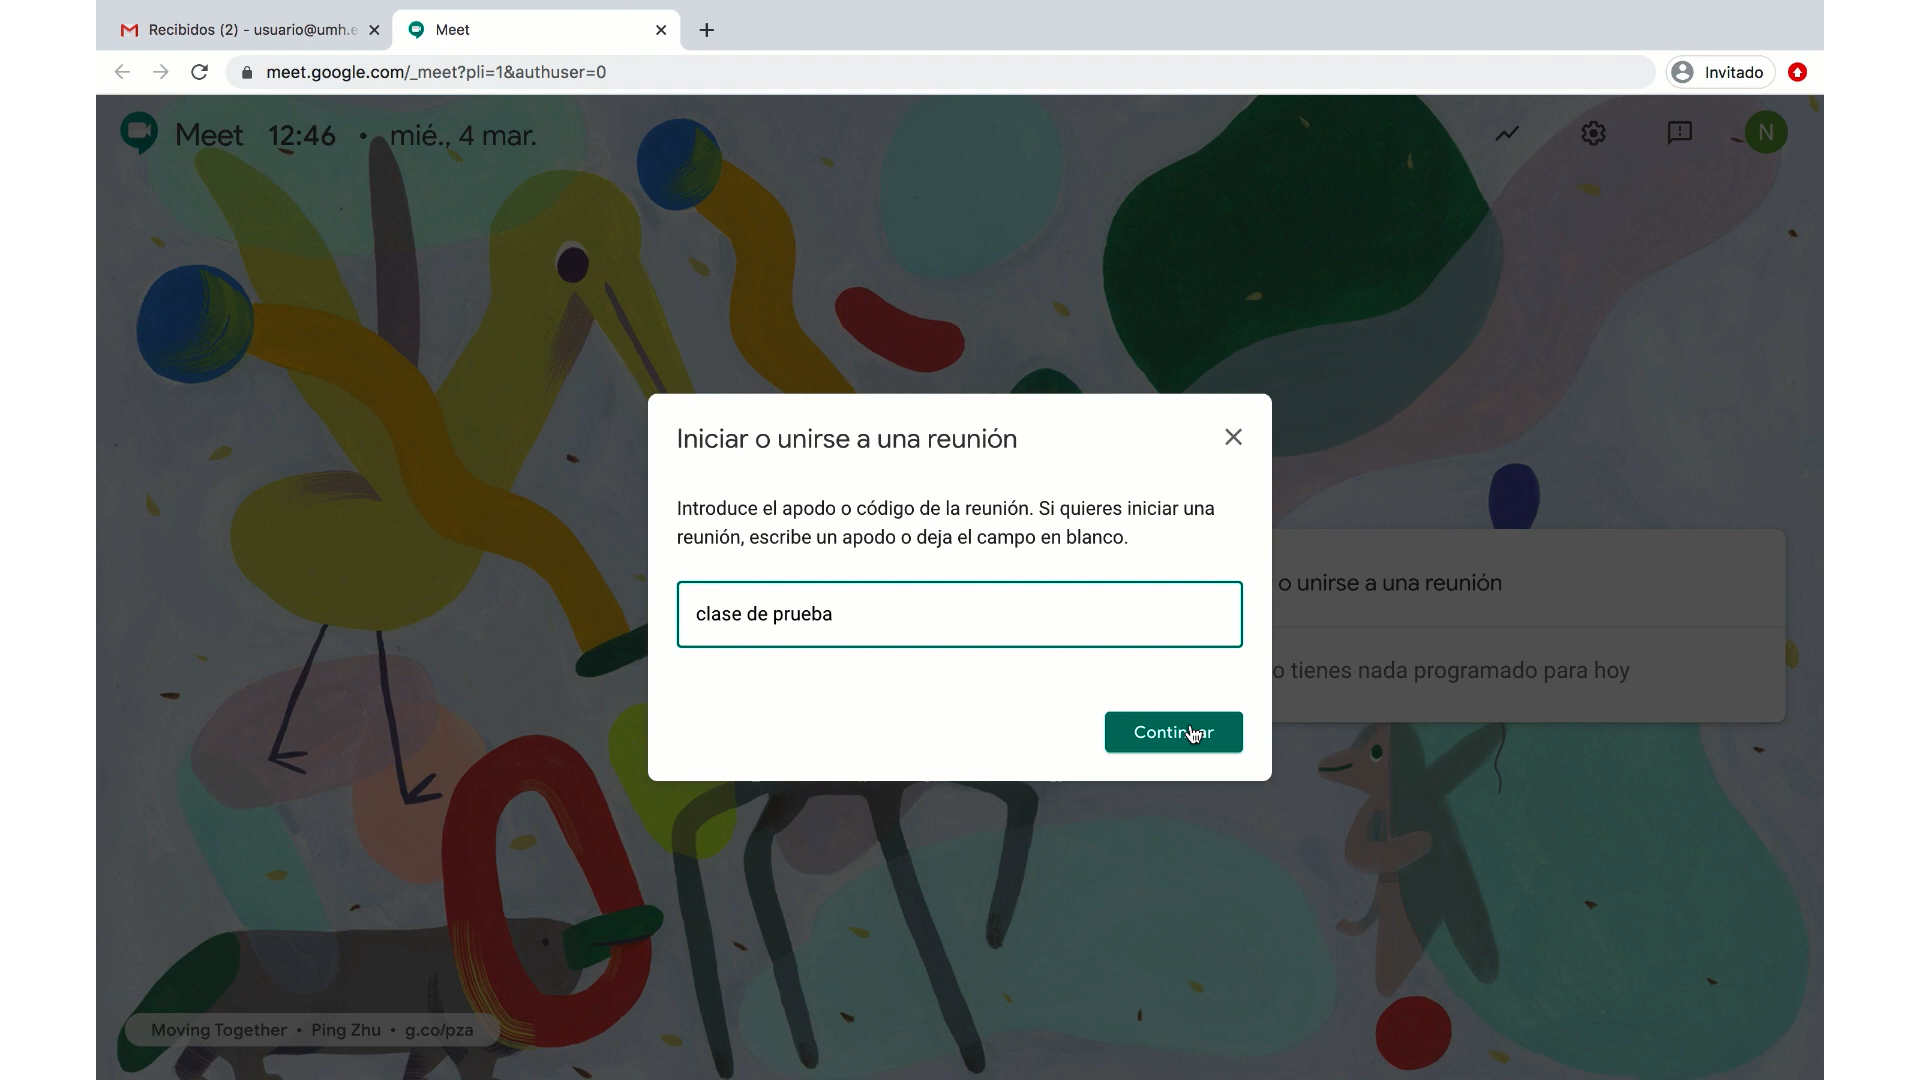 Recibidos (2) - usuario@umh.e
Meet
meet.google.com/_meet?pli=1&authuser=0
Invitado
Meet 12:46 • mié., 4 mar.
N
Iniciar o unirse a una reunión
Introduce el apodo o código de la reunión. Si quieres iniciar una
reunión, escribe un apodo o deja el campo en blanco.
o unirse a una reunión
clase de prueba
o tienes nada programado para hoy
Continuar
Moving Together • Ping Zhu • g.co/pza